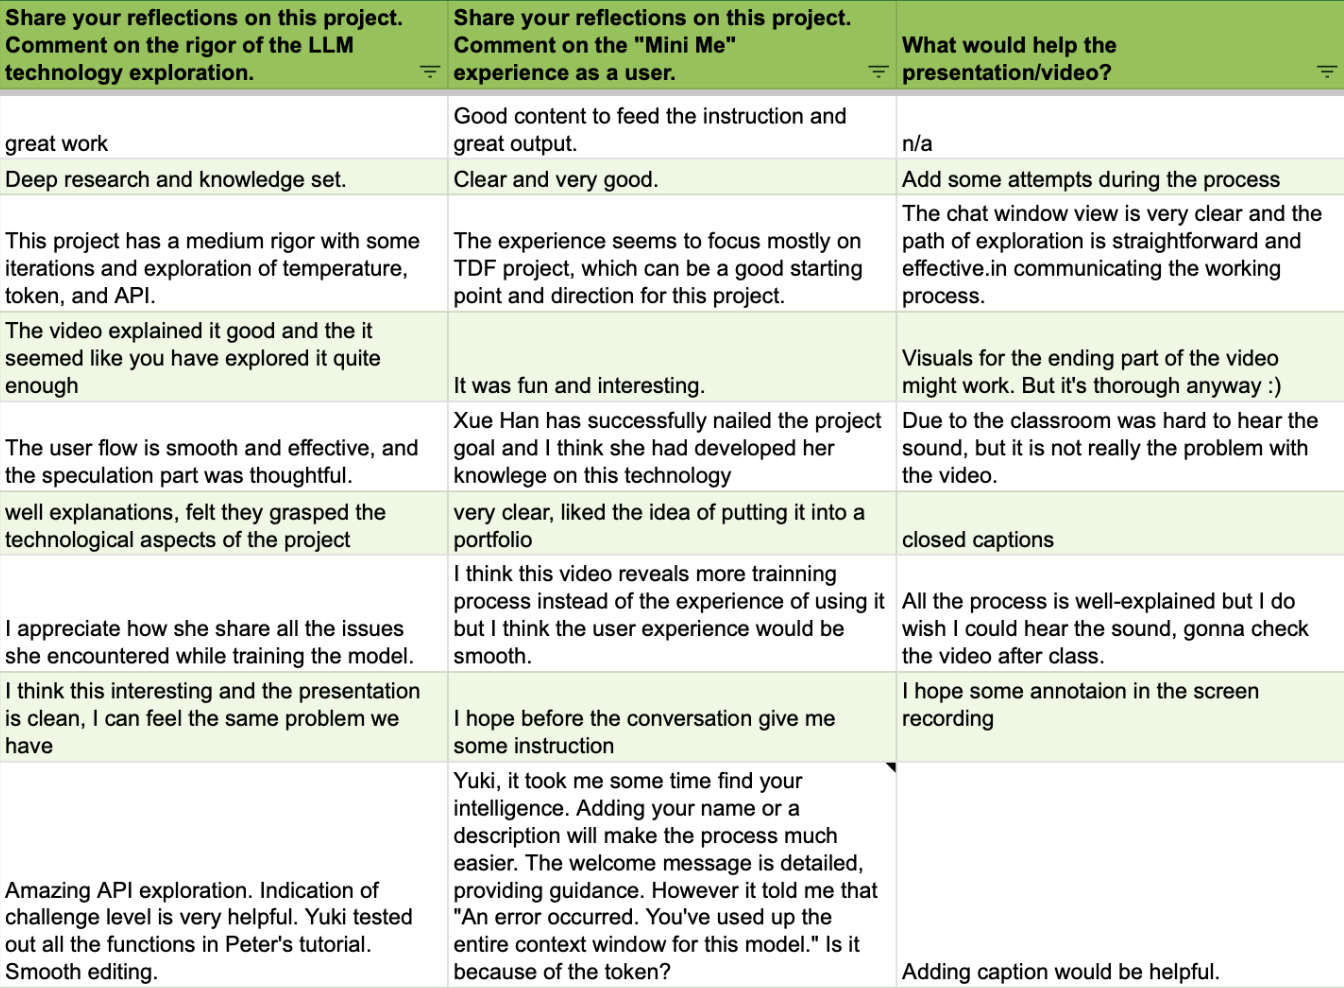 Share your reflections on this project.
Comment on the rigor of the LLM
technology exploration.
Share your reflections on this project.
Comment on the "Mini Me"
experience as a user.
What would help the
presentation/video?
great work
Good content to feed the instruction and
great output.
n/a
Deep research and knowledge set.
Clear and very good.
Add some attempts during the process
This project has a medium rigor with some
iterations and exploration of temperature,
token, and API.
The experience seems to focus mostly on
TDF project, which can be a good starting
point and direction for this project.
The chat window view is very clear and the
path of exploration is straightforward and
effective.in communicating the working
process.
The video explained it good and the it
seemed like you have explored it quite
enough
It was fun and interesting.
Visuals for the ending part of the video
might work. But it's thorough anyway :)
The user flow is smooth and effective, and
the speculation part was thoughtful.
Xue Han has successfully nailed the project
goal and I think she had developed her
knowlege on this technology
Due to the classroom was hard to hear the
sound, but it is not really the problem with
the video.
well explanations, felt they grasped the
technological aspects of the project
very clear, liked the idea of putting it into a
portfolio
closed captions
I appreciate how she share all the issues
she encountered while training the model.
I think this video reveals more trainning
process instead of the experience of using it
but I think the user experience would be
smooth.
All the process is well-explained but I do
wish I could hear the sound, gonna check
the video after class.
I think this interesting and the presentation
is clean, I can feel the same problem we
have
I hope before the conversation give me
some instruction
I hope some annotaion in the screen
recording
Amazing API exploration. Indication of
challenge level is very helpful. Yuki tested
out all the functions in Peter's tutorial.
Smooth editing.
Yuki, it took me some time find your
intelligence. Adding your name or a
description will make the process much
easier. The welcome message is detailed,
providing guidance. However it told me that
"An error occurred. You've used up the
entire context window for this model." Is it
because of the token?
Adding caption would be helpful.